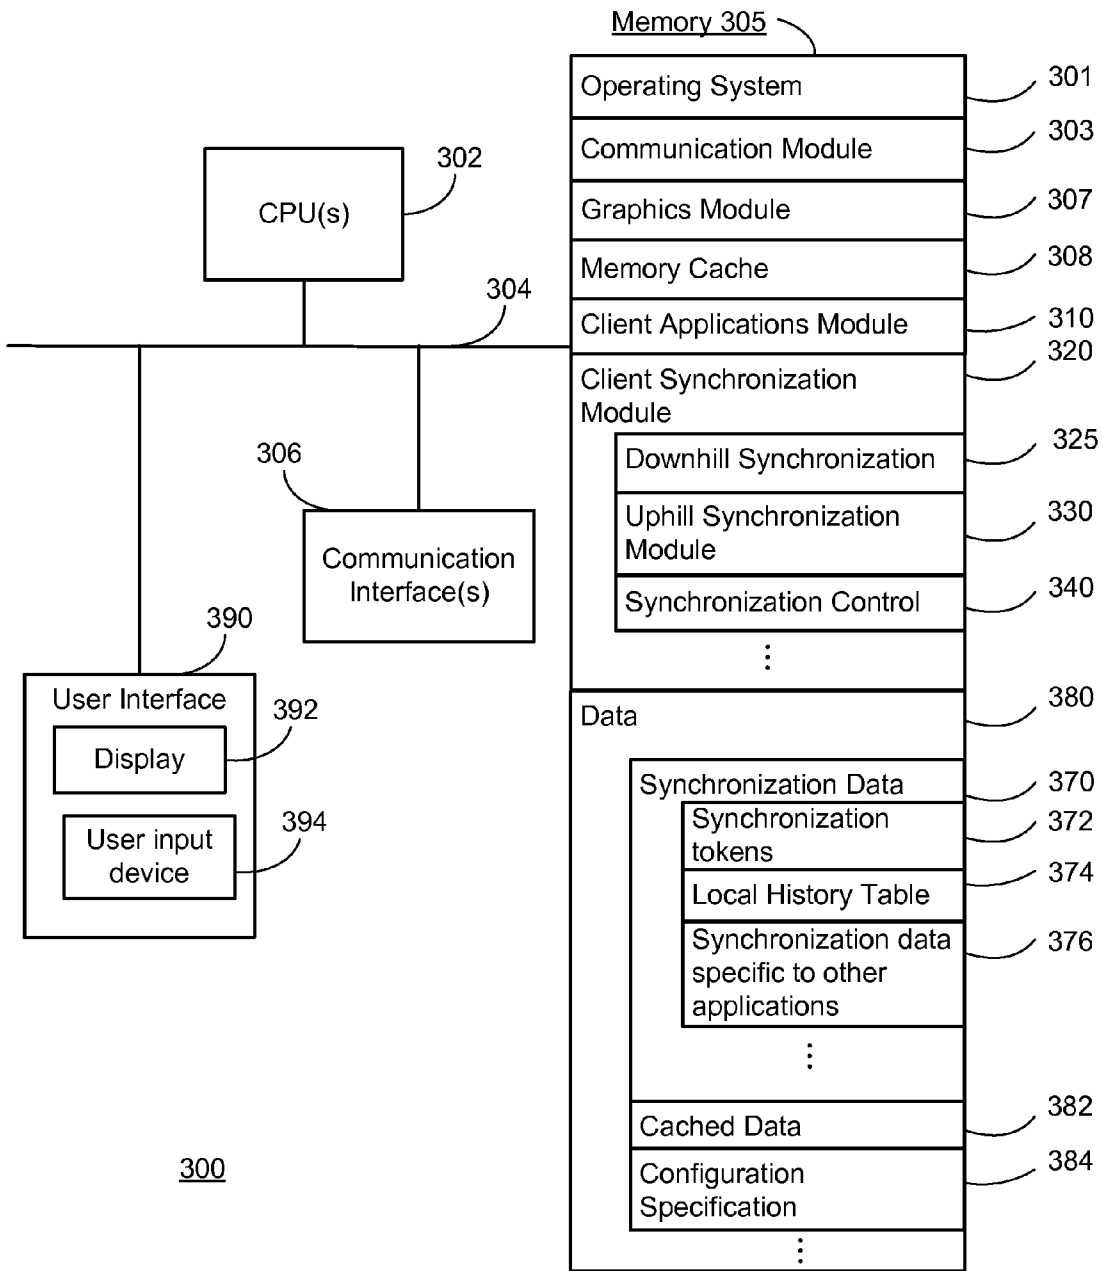 Memory 305
Operating System
301
Communication Module
303
Graphics Module
307
Memory Cache
308
Client Applications Module
310
Client Synchronization
Module
320
Downhill Synchronization
325
Uphill Synchronization
Module
330
Synchronization Control
340
⋮
Data
380
Synchronization Data
370
Synchronization
tokens
372
Local History Table
374
Synchronization data
specific to other
applications
376
⋮
Cached Data
382
Configuration
Specification
384
⋮
CPU(s)
302
304
306
Communication
Interface(s)
390
User Interface
392
Display
User input
device
394
300